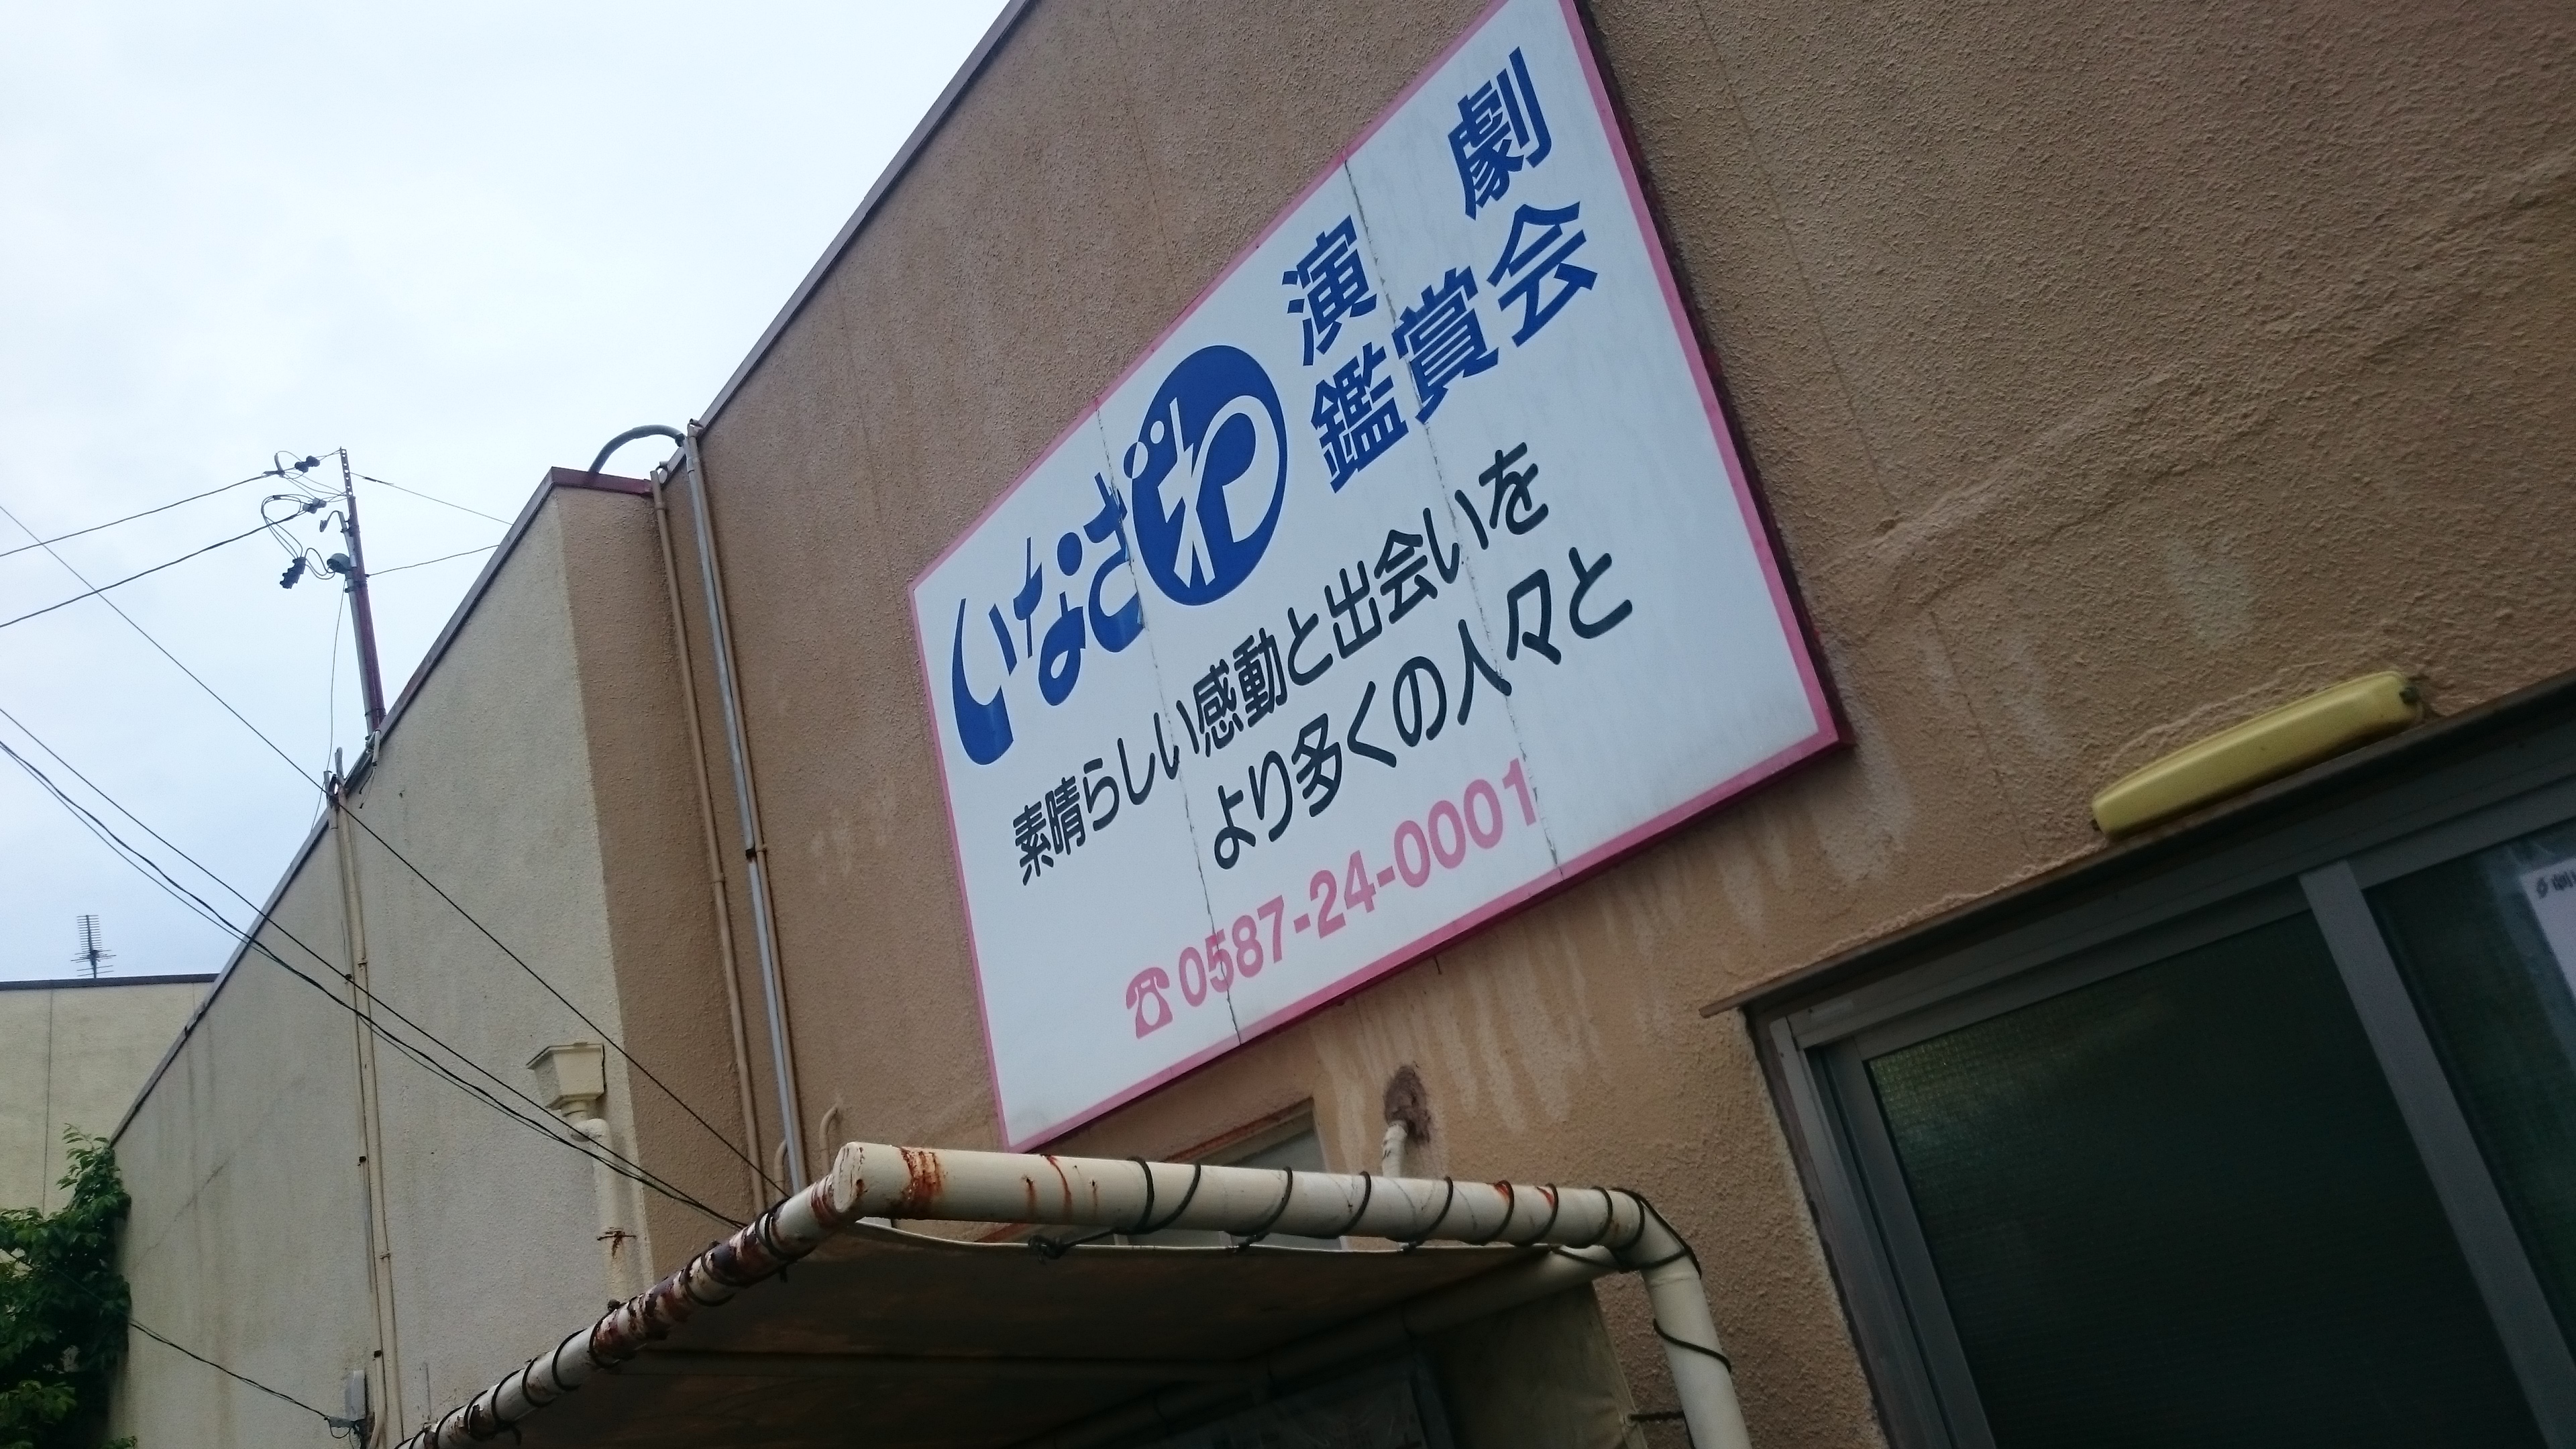 いなざわ
演劇
鑑賞会
素晴らしい感動と出会いを
より多くの人々と
☎0587-24-0001